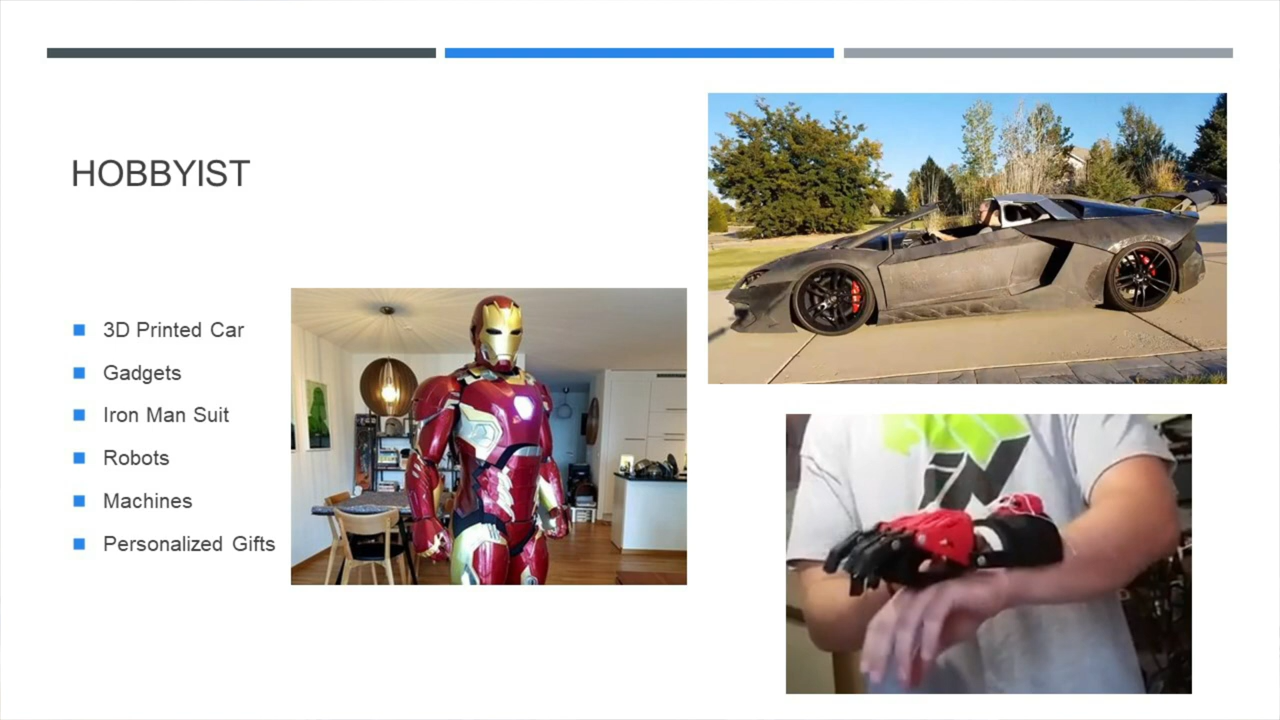 HOBBYIST
3D Printed Car
Gadgets
Iron Man Suit
Robots
Machines
Personalized Gifts